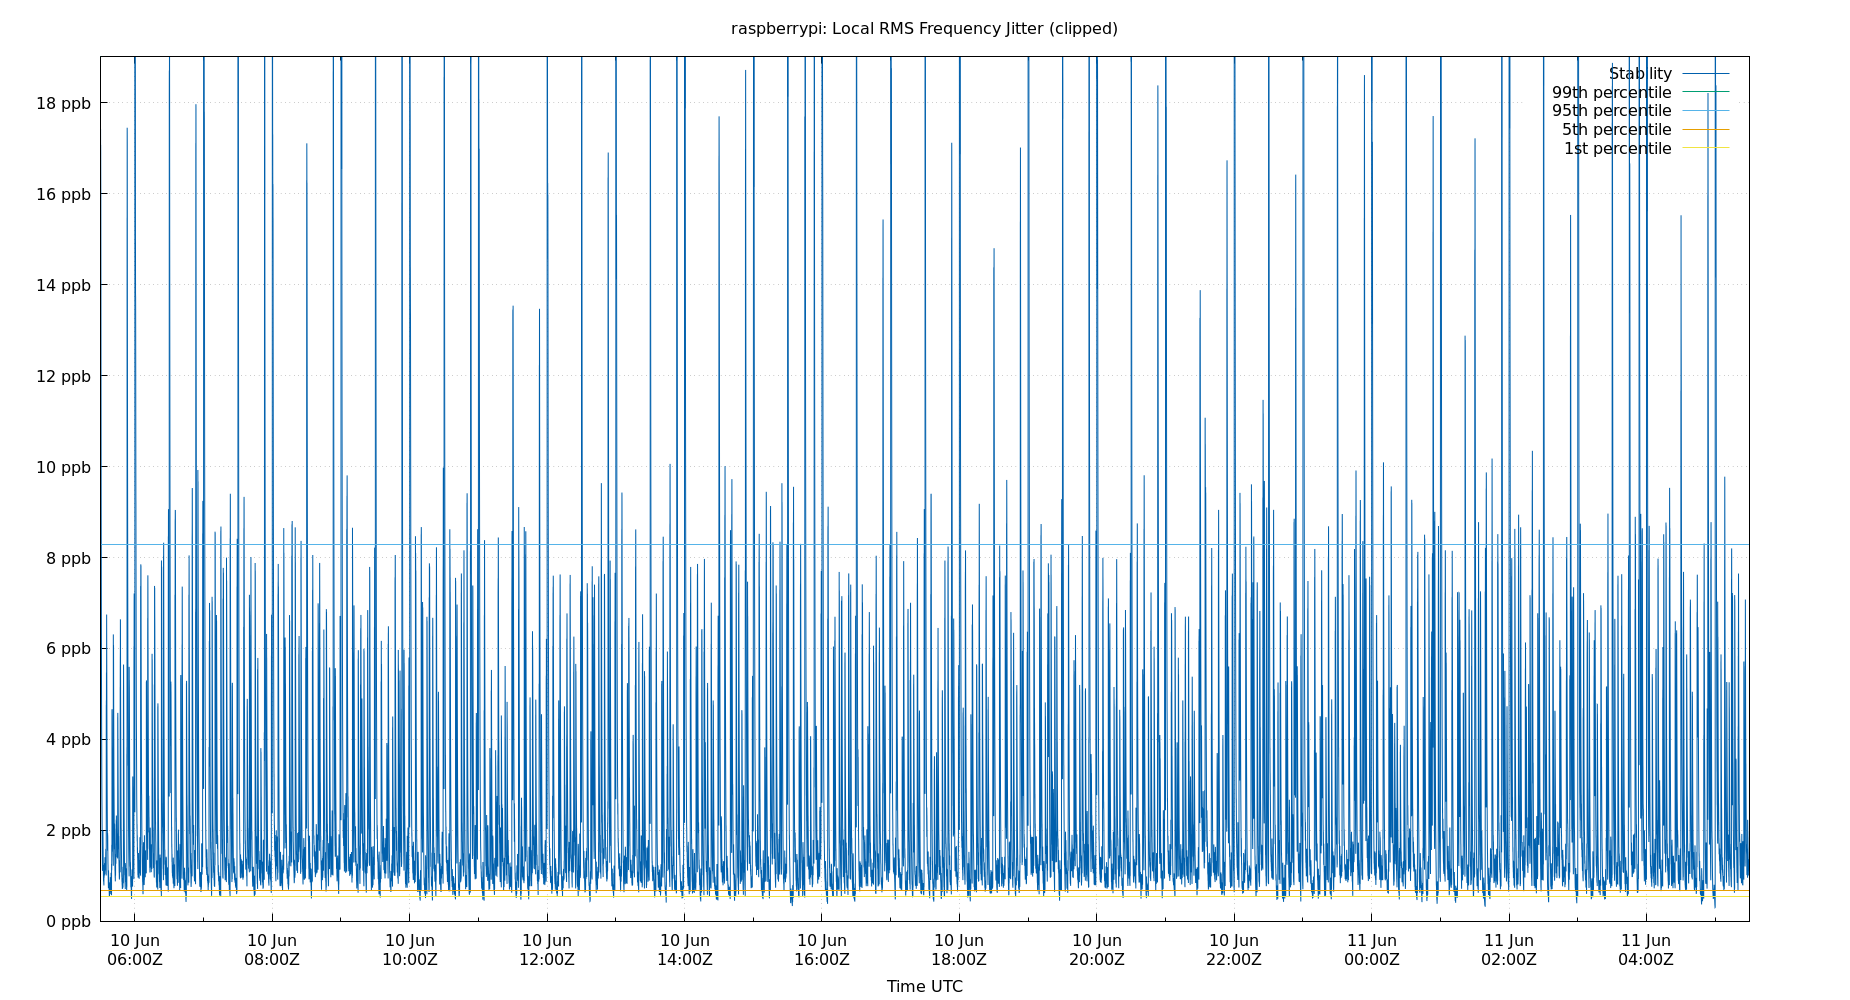 raspberrypi: Local RMS Frequency Jitter (clipped)
Stability
99th percentile
95th percentile
5th percentile
1st percentile
18 ppb
16 ppb
14 ppb
12 ppb
10 ppb
8 ppb
6 ppb
4 ppb
2 ppb
0 ppb
10 Jun 10 Jun 10 Jun 10 Jun 10 Jun 10 Jun 10 Jun 10 Jun 10 Jun 11 Jun 11 Jun 11 Jun
06:00Z 08:00Z 10:00Z 12:00Z 14:00Z 16:00Z 18:00Z 20:00Z 22:00Z 00:00Z 02:00Z 04:00Z
Time UTC